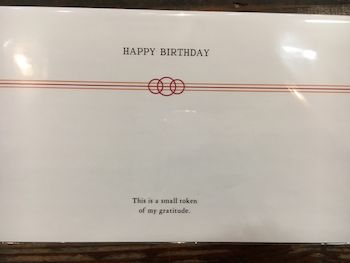 HAPPY BIRTHDAY
This is a small token
of my gratitude.